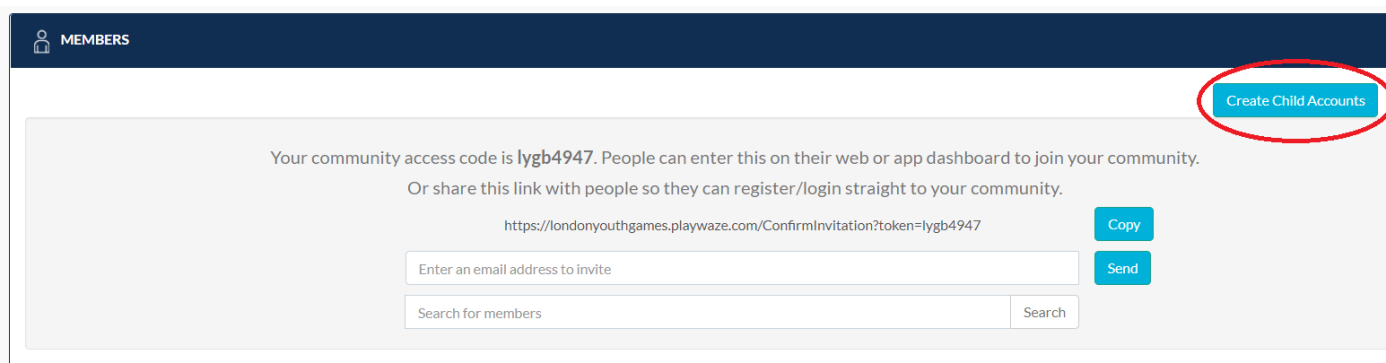 MEMBERS
Create Child Accounts
Your community access code is lygb4947. People can enter this on their web or app dashboard to join your community.
Or share this link with people so they can register/login straight to your community.
https://londonyouthgames.playwaze.com/ConfirmInvitation?token=lygb4947
Copy
Enter an email address to invite
Send
Search for members
Search